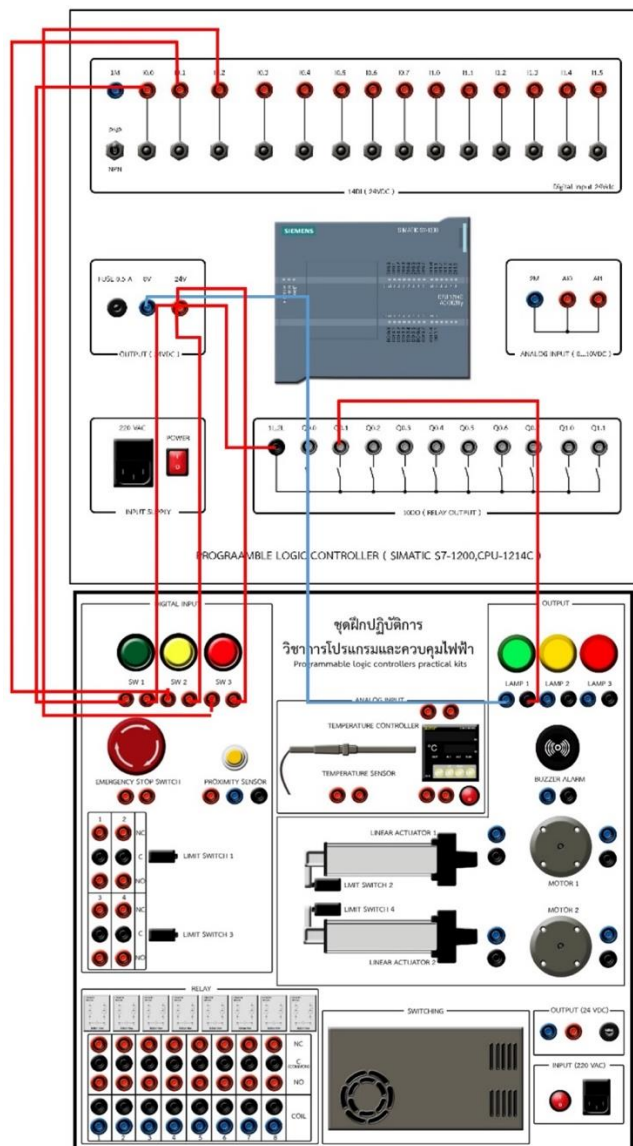 1M I0.0 I0.1 I0.2 I0.3 I0.4 I0.5 I0.6 I0.7 I1.0 I1.1 I1.2 I1.3 I1.4 I1.5
NPN
14DI ( 24VDC )
Digital Input 24Vdc
SIEMENS
FUSE 0.5 A 0V 24V
OUTPUT ( 24VDC )
2M AI0 AI1
ANALOG INPUT ( 0...10VDC )
220 VAC
POWER
INPUT SUPPLY
1L,2L Q0.0 Q0.1 Q0.2 Q0.3 Q0.4 Q0.5 Q0.6 Q0.7 Q1.0 Q1.1
10DO ( RELAY OUTPUT )
PROGRAAMBLE LOGIC CONTROLLER ( SIMATIC S7-1200,CPU-1214C )
DIGITAL INPUT
OUTPUT
ชุดฝึกปฏิบัติการ
วิชาการโปรแกรมและควบคุมไฟฟ้า
Programmable logic controllers practical kits
SW 1 SW 2 SW 3
LAMP 1 LAMP 2 LAMP 3
ANALOG INPUT
TEMPERATURE CONTROLLER
°C
TEMPERATURE SENSOR
EMERGENCY STOP SWITCH
PROXIMITY SENSOR
BUZZER ALARM
1 2
NC
C
NO
LIMIT SWITCH 1
3 4
NC
C
NO
LIMIT SWITCH 3
LINEAR ACTUATOR 1
LIMIT SWITCH 2
LIMIT SWITCH 4
LINEAR ACTUATOR 2
MOTOR 1
MOTOR 2
RELAY
NC
C
NO
COIL
1 2 3 4 5 6 7 8
SWITCHING
OUTPUT (24 VDC)
INPUT (220 VAC)